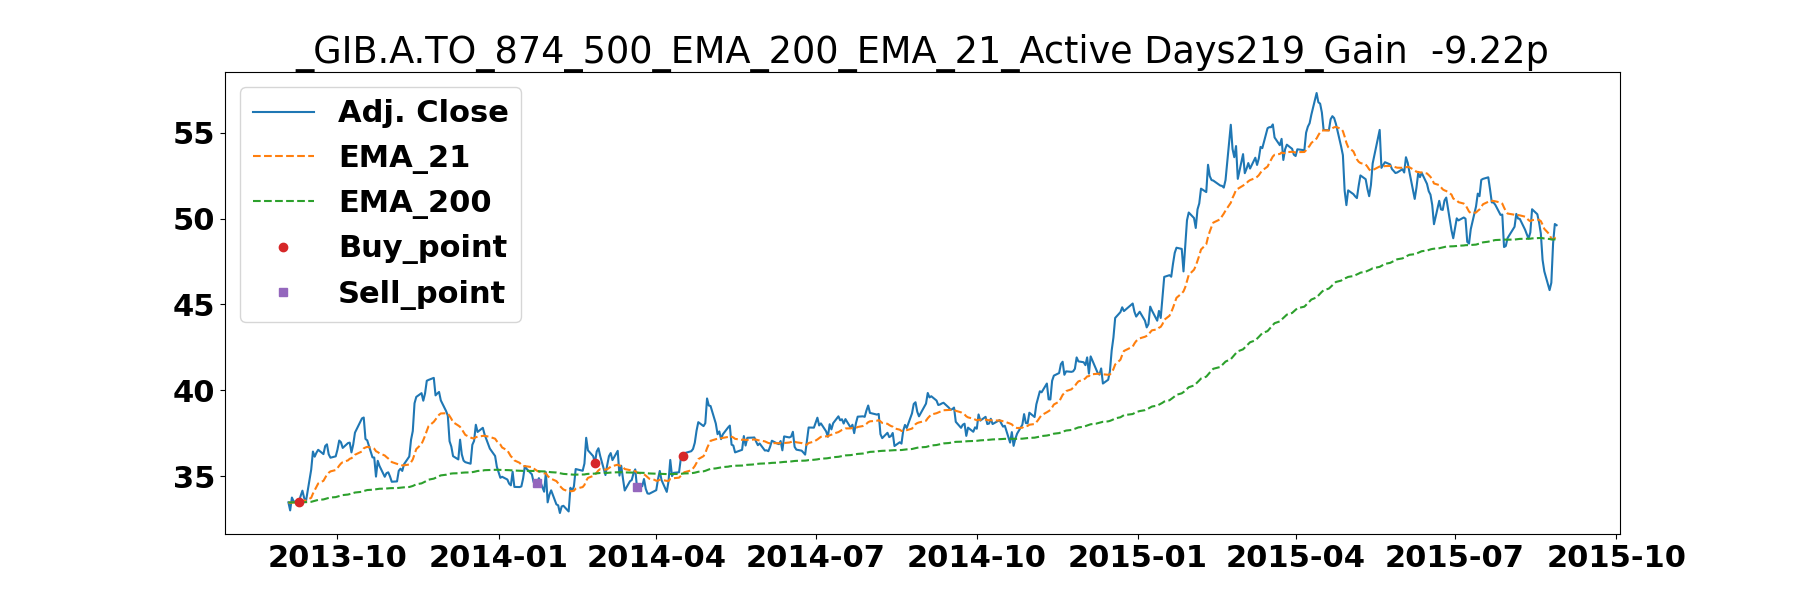 _GIB.A.TO_874_500_EMA_200_EMA_21_Active Days219_Gain  -9.22p
Adj. Close
EMA_21
EMA_200
Buy_point
Sell_point
55
50
45
40
35
2013-10 2014-01 2014-04 2014-07 2014-10 2015-01 2015-04 2015-07 2015-10